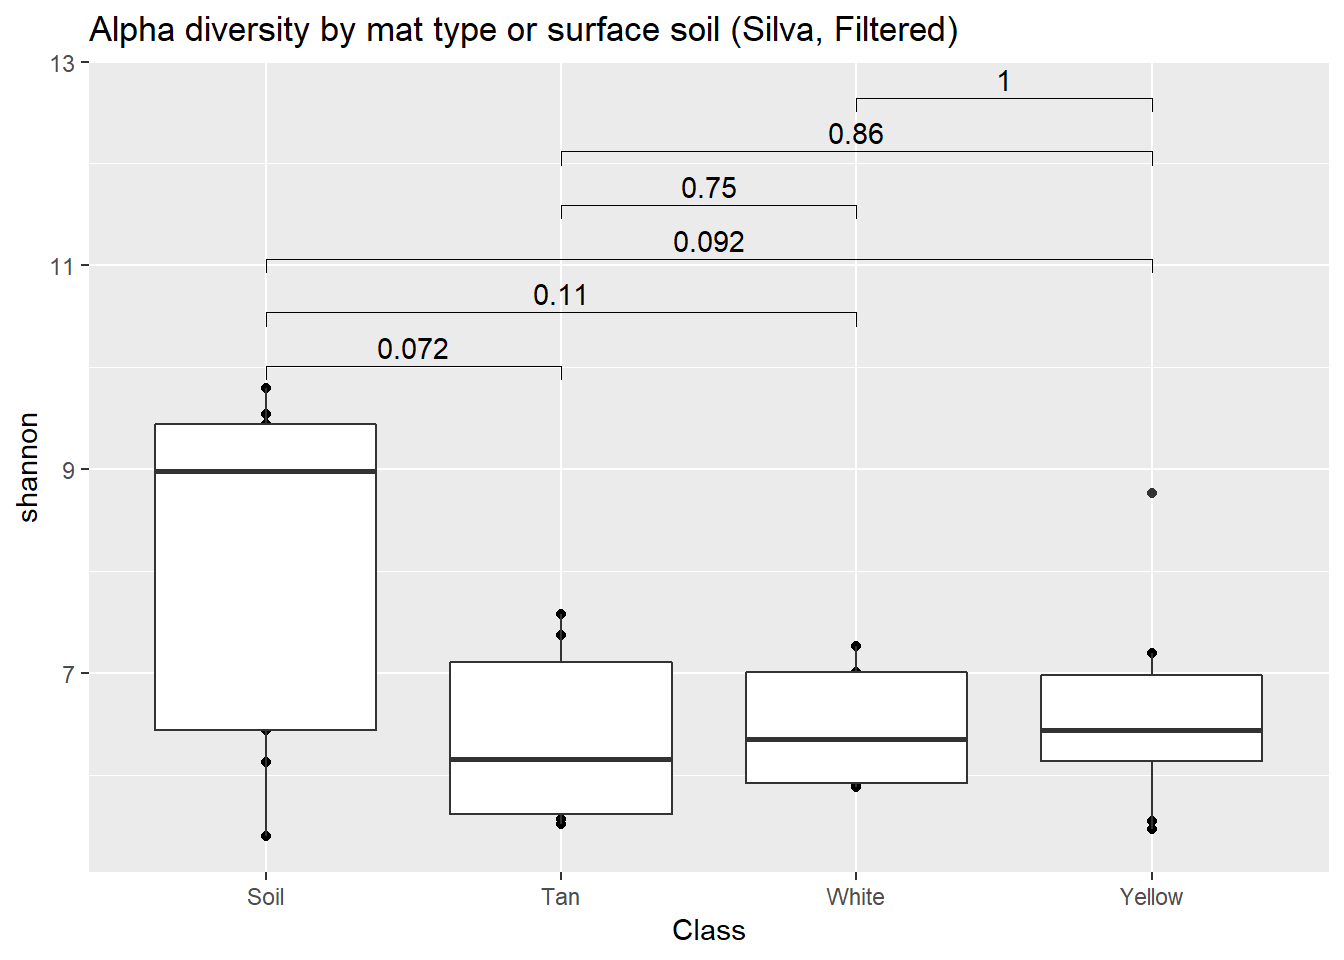 Alpha diversity by mat type or surface soil (Silva, FIltered)
13
1
0.86
0.75
0.092
11
0.11
0.072
shannon
9
7
Soil Tan White Yellow
Class